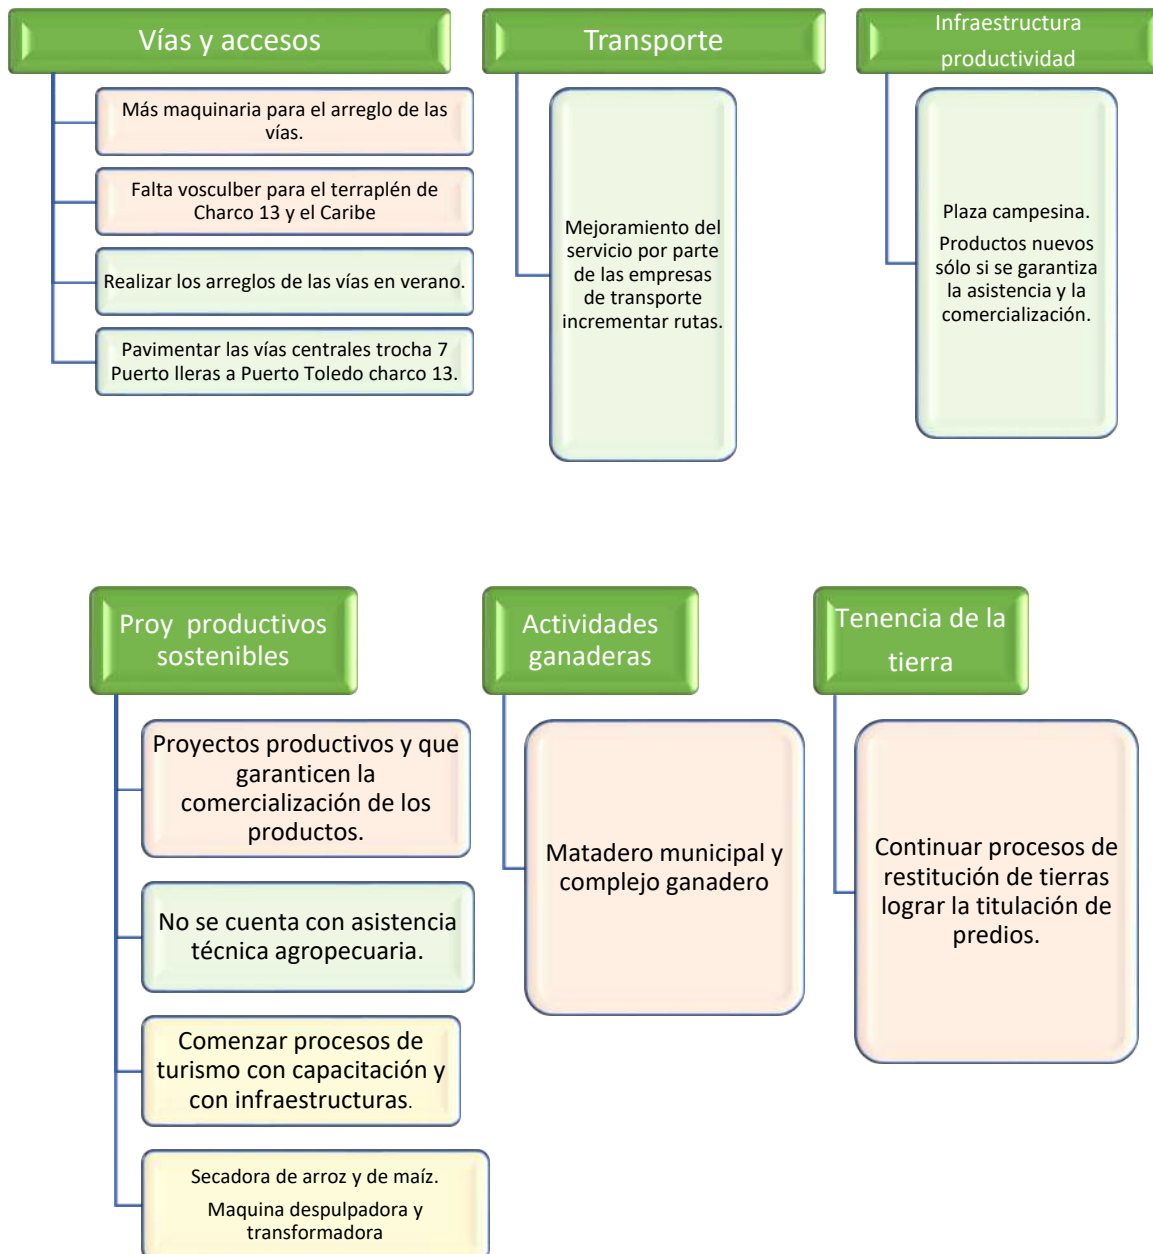 Vías y accesos
Más maquinaria para el arreglo de las
vías.
Falta vosculber para el terraplén de
Charco 13 y el Caribe
Realizar los arreglos de las vías en verano.
Pavimentar las vías centrales trocha 7
Puerto lleras a Puerto Toledo charco 13.
Transporte
Mejoramiento del
servicio por parte
de las empresas
de transporte
incrementar rutas.
Infraestructura
productividad
Plaza campesina.
Productos nuevos
sólo si se garantiza
la asistencia y la
comercialización.
Proy productivos
sostenibles
Proyectos productivos y que
garanticen la
comercialización de los
productos.
No se cuenta con asistencia
técnica agropecuaria.
Comenzar procesos de
turismo con capacitación y
con infraestructuras.
Secadora de arroz y de maíz.
Maquina despulpadora y
transformadora
Actividades
ganaderas
Matadero municipal y
complejo ganadero
Tenencia de la
tierra
Continuar procesos de
restitución de tierras
lograr la titulación de
predios.